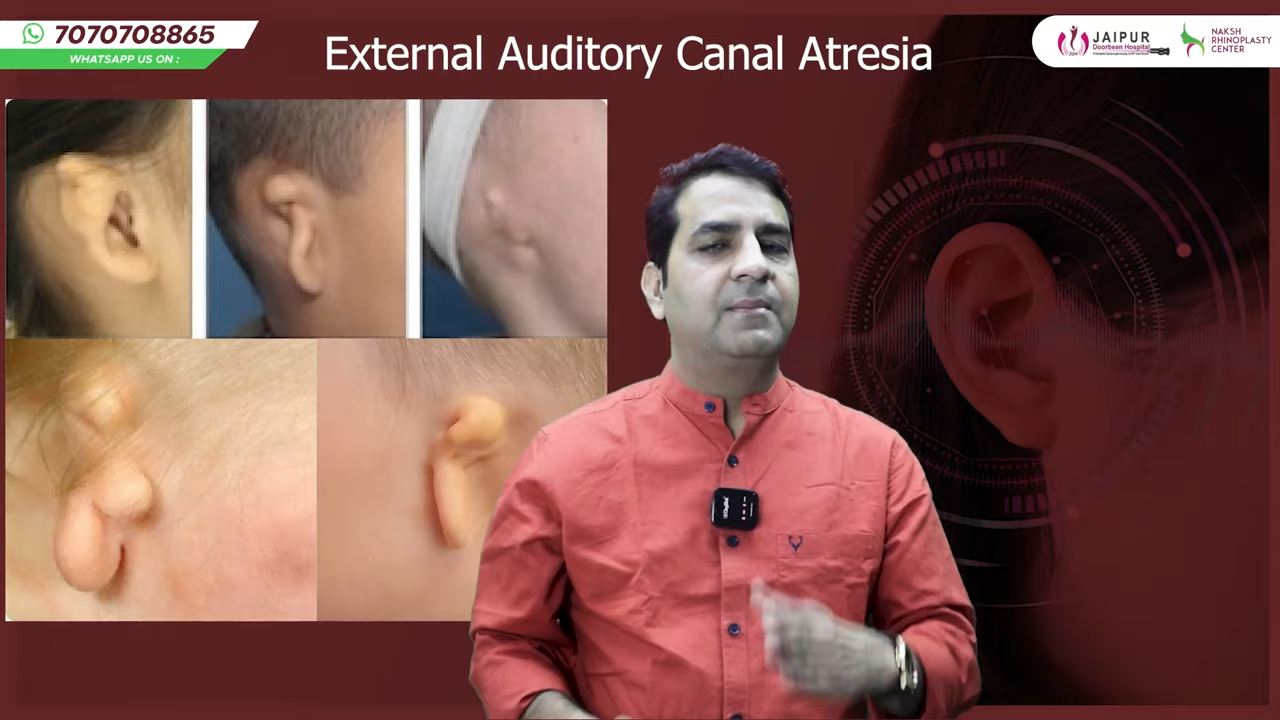 7070708865
WHATSAPP US ON :
External Auditory Canal Atresia
JAIPUR
Doorbeen Hospital
NAKSH
RHINOPLASTY
CENTER